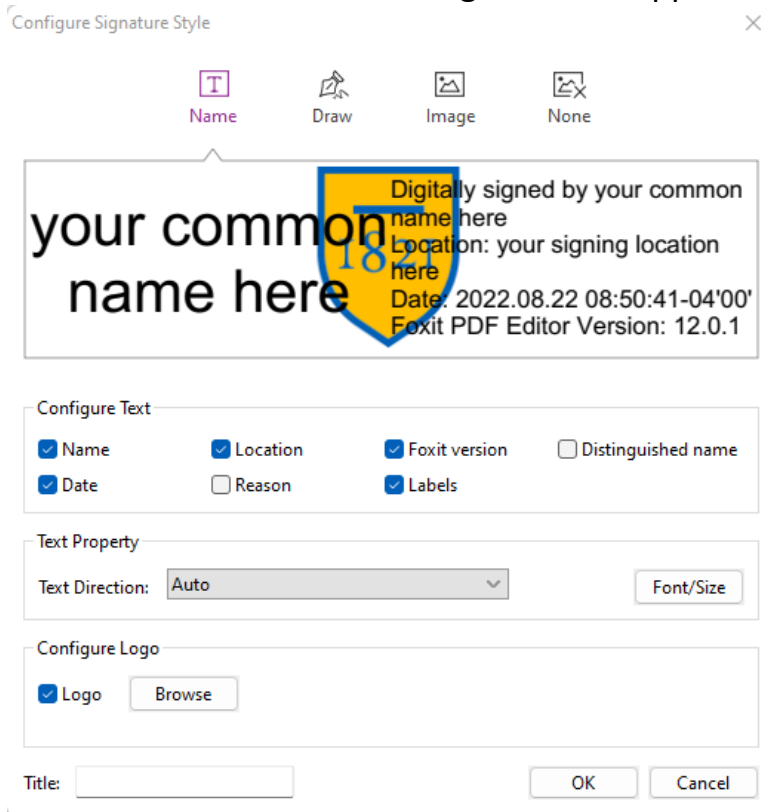 Configure Signature Style
Name
Draw
Image
None
your common
name here
1821
Digitally signed by your common
name here
Location: your signing location
here
Date: 2022.08.22 08:50:41-04'00'
Foxit PDF Editor Version: 12.0.1
Configure Text
Name
Location
Foxit version
Distinguished name
Date
Reason
Labels
Text Property
Text Direction:
Auto
Font/Size
Configure Logo
Logo
Browse
Title:
OK
Cancel